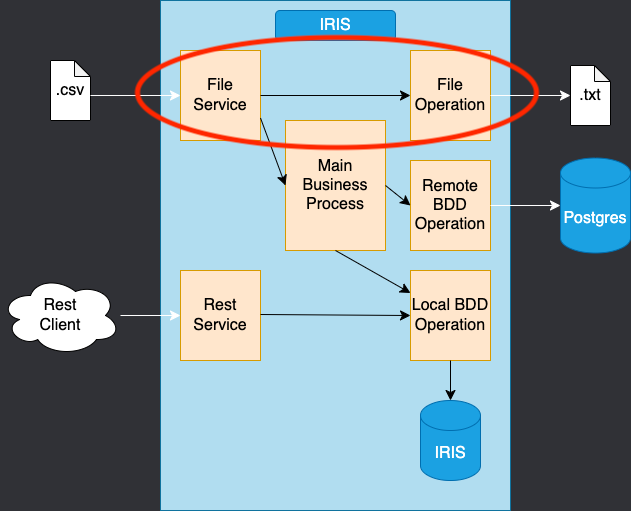 IRIS
.csv
File
Service
File
Operation
.txt
Main
Business
Process
Remote
BDD
Operation
Postgres
Rest
Client
Rest
Service
Local BDD
Operation
IRIS